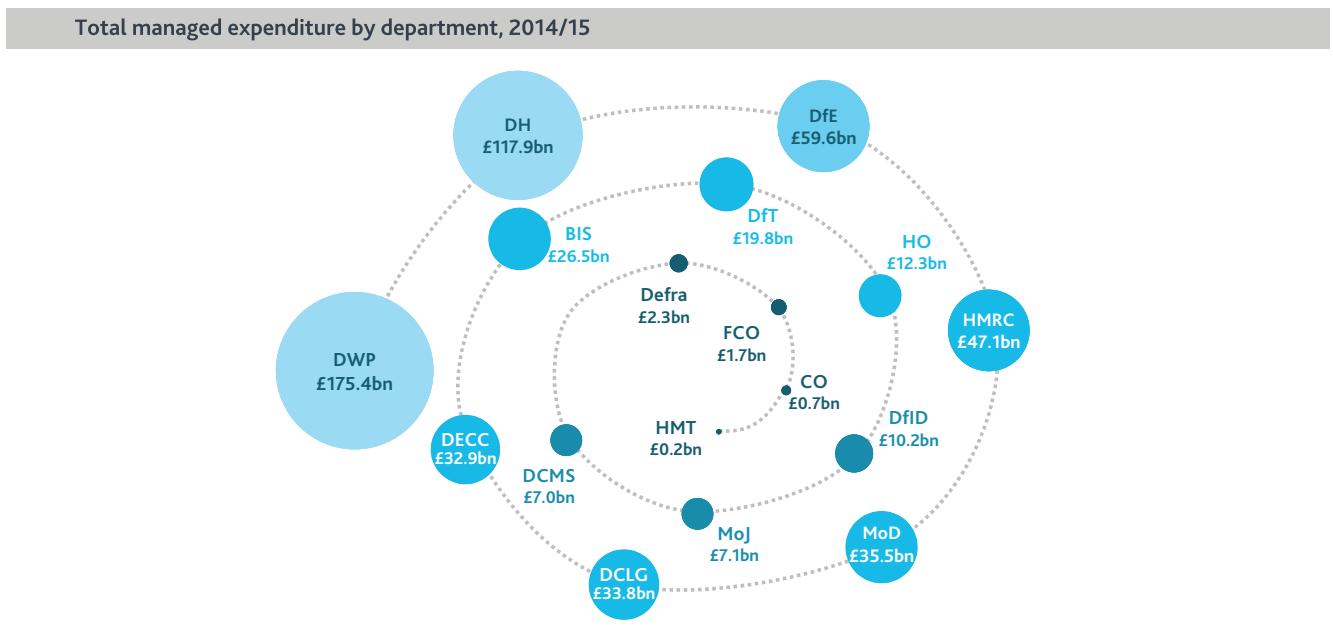 Total managed expenditure by department, 2014/15
DH
£117.9bn
DfE
£59.6bn
DfT
£19.8bn
BIS
£26.5bn
HO
£12.3bn
Defra
£2.3bn
FCO
£1.7bn
HMRC
£47.1bn
DWP
£175.4bn
CO
£0.7bn
HMT
£0.2bn
DfID
£10.2bn
DECC
£32.9bn
DCMS
£7.0bn
MoJ
£7.1bn
MoD
£35.5bn
DCLG
£33.8bn